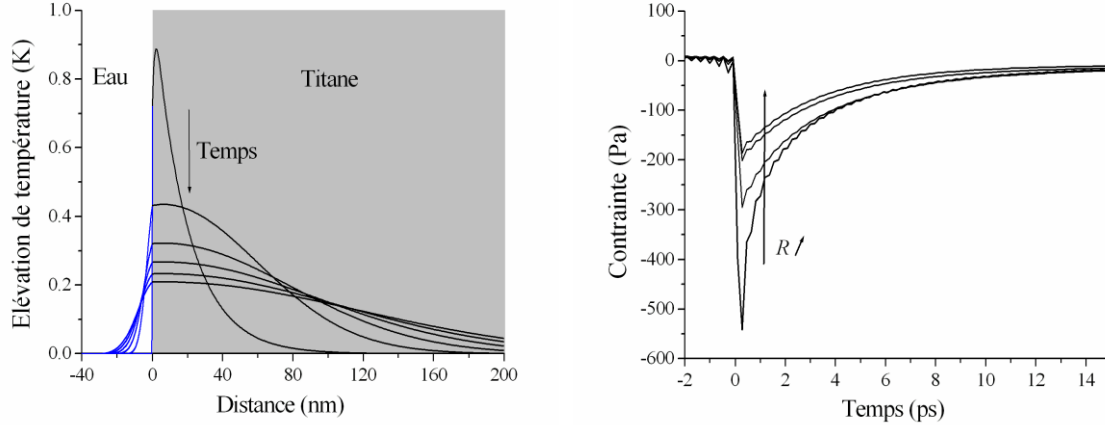 Elévation de température (K)
1.0
0.8
0.6
0.4
0.2
0.0
Eau
Titane
Temps
-40 0 40 80 120 160 200
Distance (nm)
Contrainte (Pa)
100
0
-100
-200
-300
-400
-500
-600
R
-2 0 2 4 6 8 10 12 14
Temps (ps)